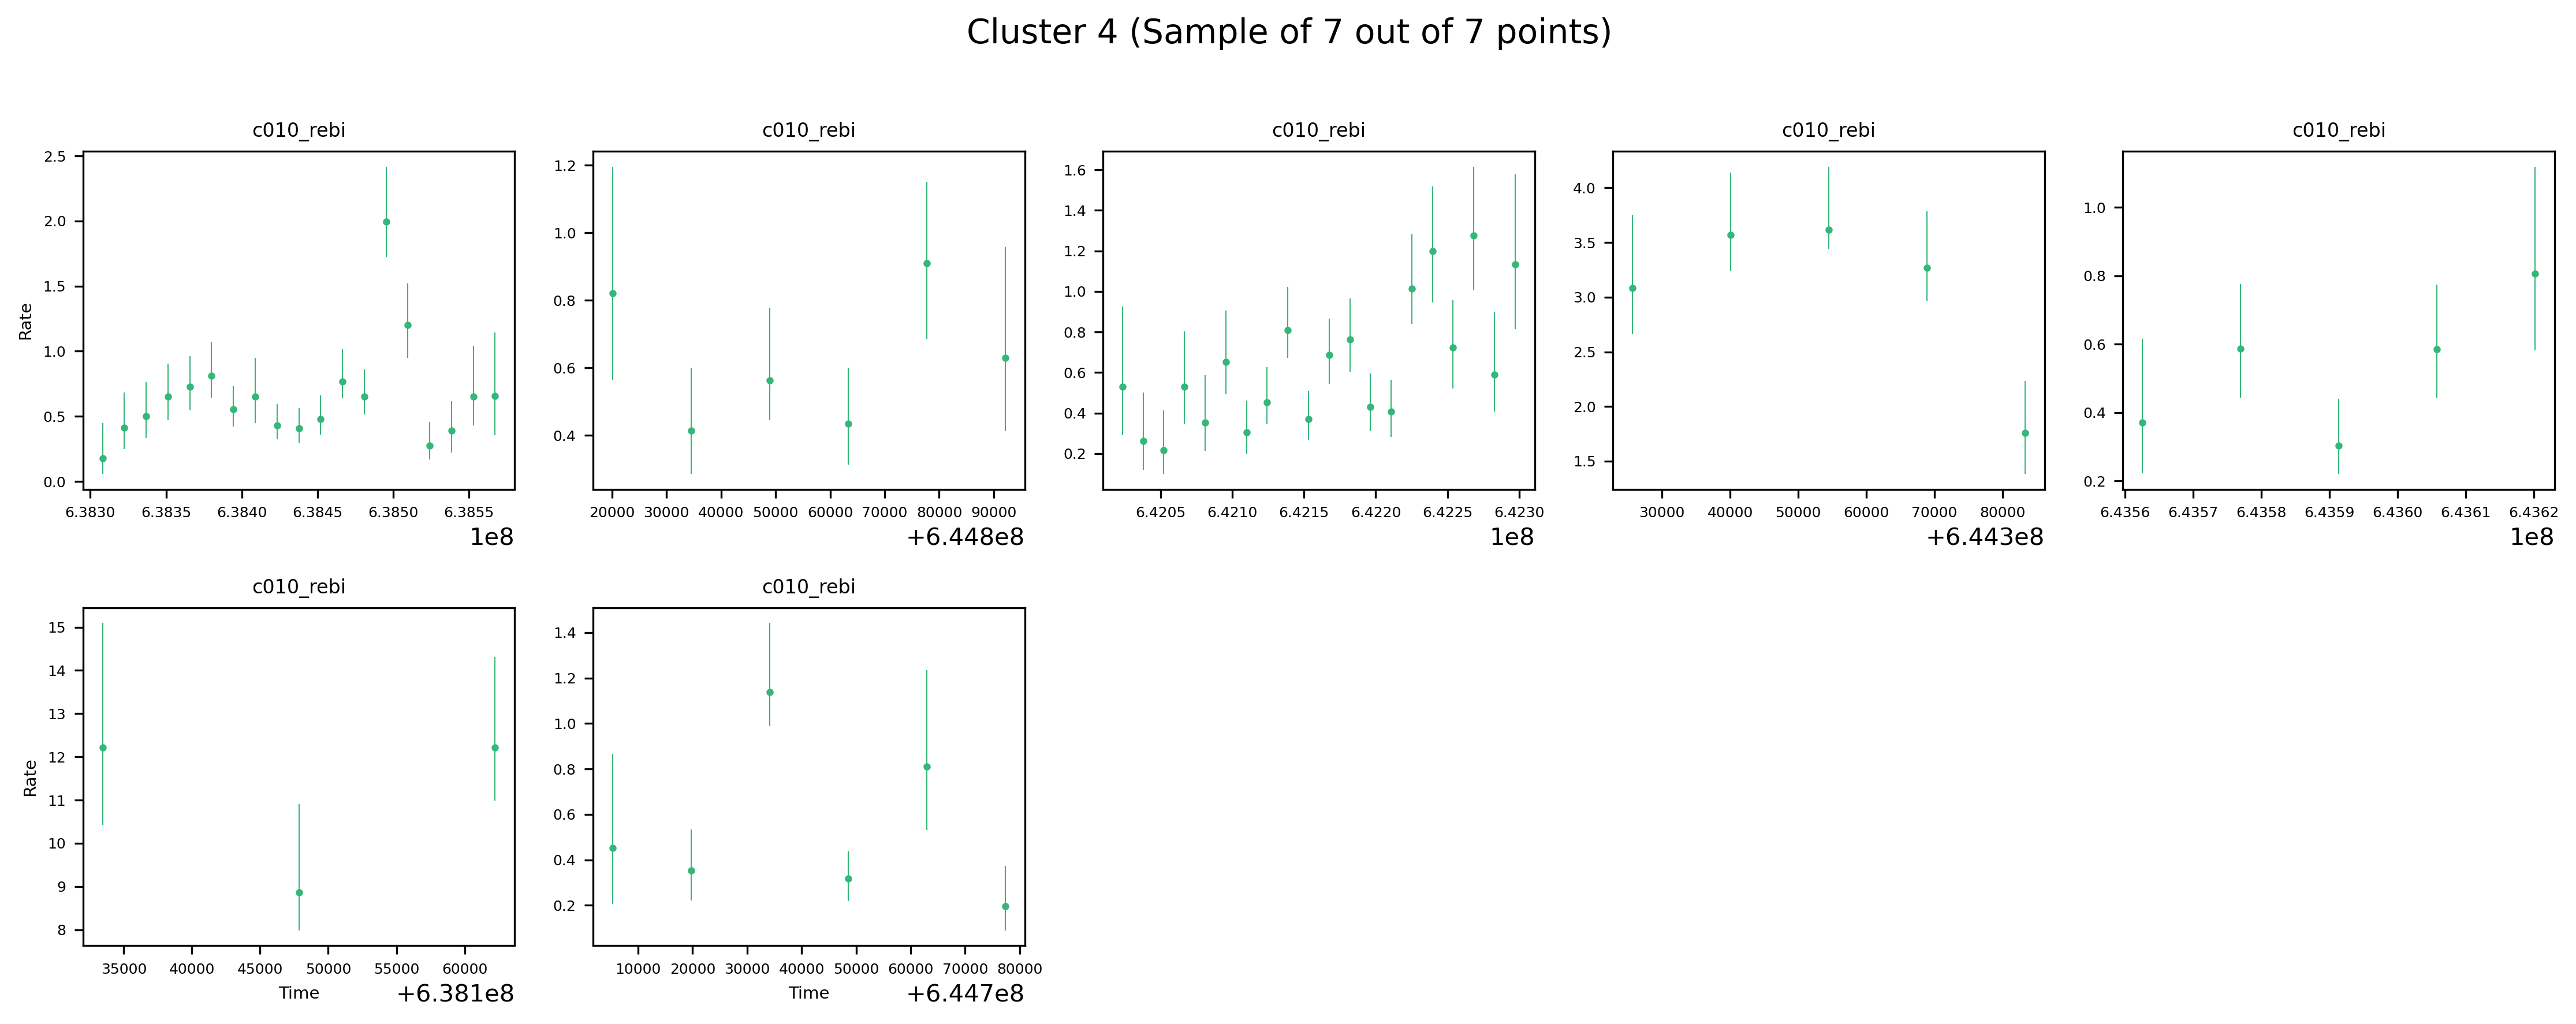 Cluster 4 (Sample of 7 out of 7 points)
c010_rebi c010_rebi c010_rebi c010_rebi c010_rebi
Rate
2.5
2.0
1.5
1.0
0.5
0.0
6.3830 6.3835 6.3840 6.3845 6.3850 6.3855
1e8
1.2
1.0
0.8
0.6
0.4
20000 30000 40000 50000 60000 70000 80000 90000
+6.448e8
1.6
1.4
1.2
1.0
0.8
0.6
0.4
0.2
6.4205 6.4210 6.4215 6.4220 6.4225 6.4230
1e8
4.0
3.5
3.0
2.5
2.0
1.5
30000 40000 50000 60000 70000 80000
+6.443e8
1.0
0.8
0.6
0.4
0.2
6.4356 6.4357 6.4358 6.4359 6.4360 6.4361 6.4362
1e8
c010_rebi c010_rebi
Rate
15
14
13
12
11
10
9
8
35000 40000 45000 50000 55000 60000
Time
+6.381e8
1.4
1.2
1.0
0.8
0.6
0.4
0.2
10000 20000 30000 40000 50000 60000 70000 80000
Time
+6.447e8